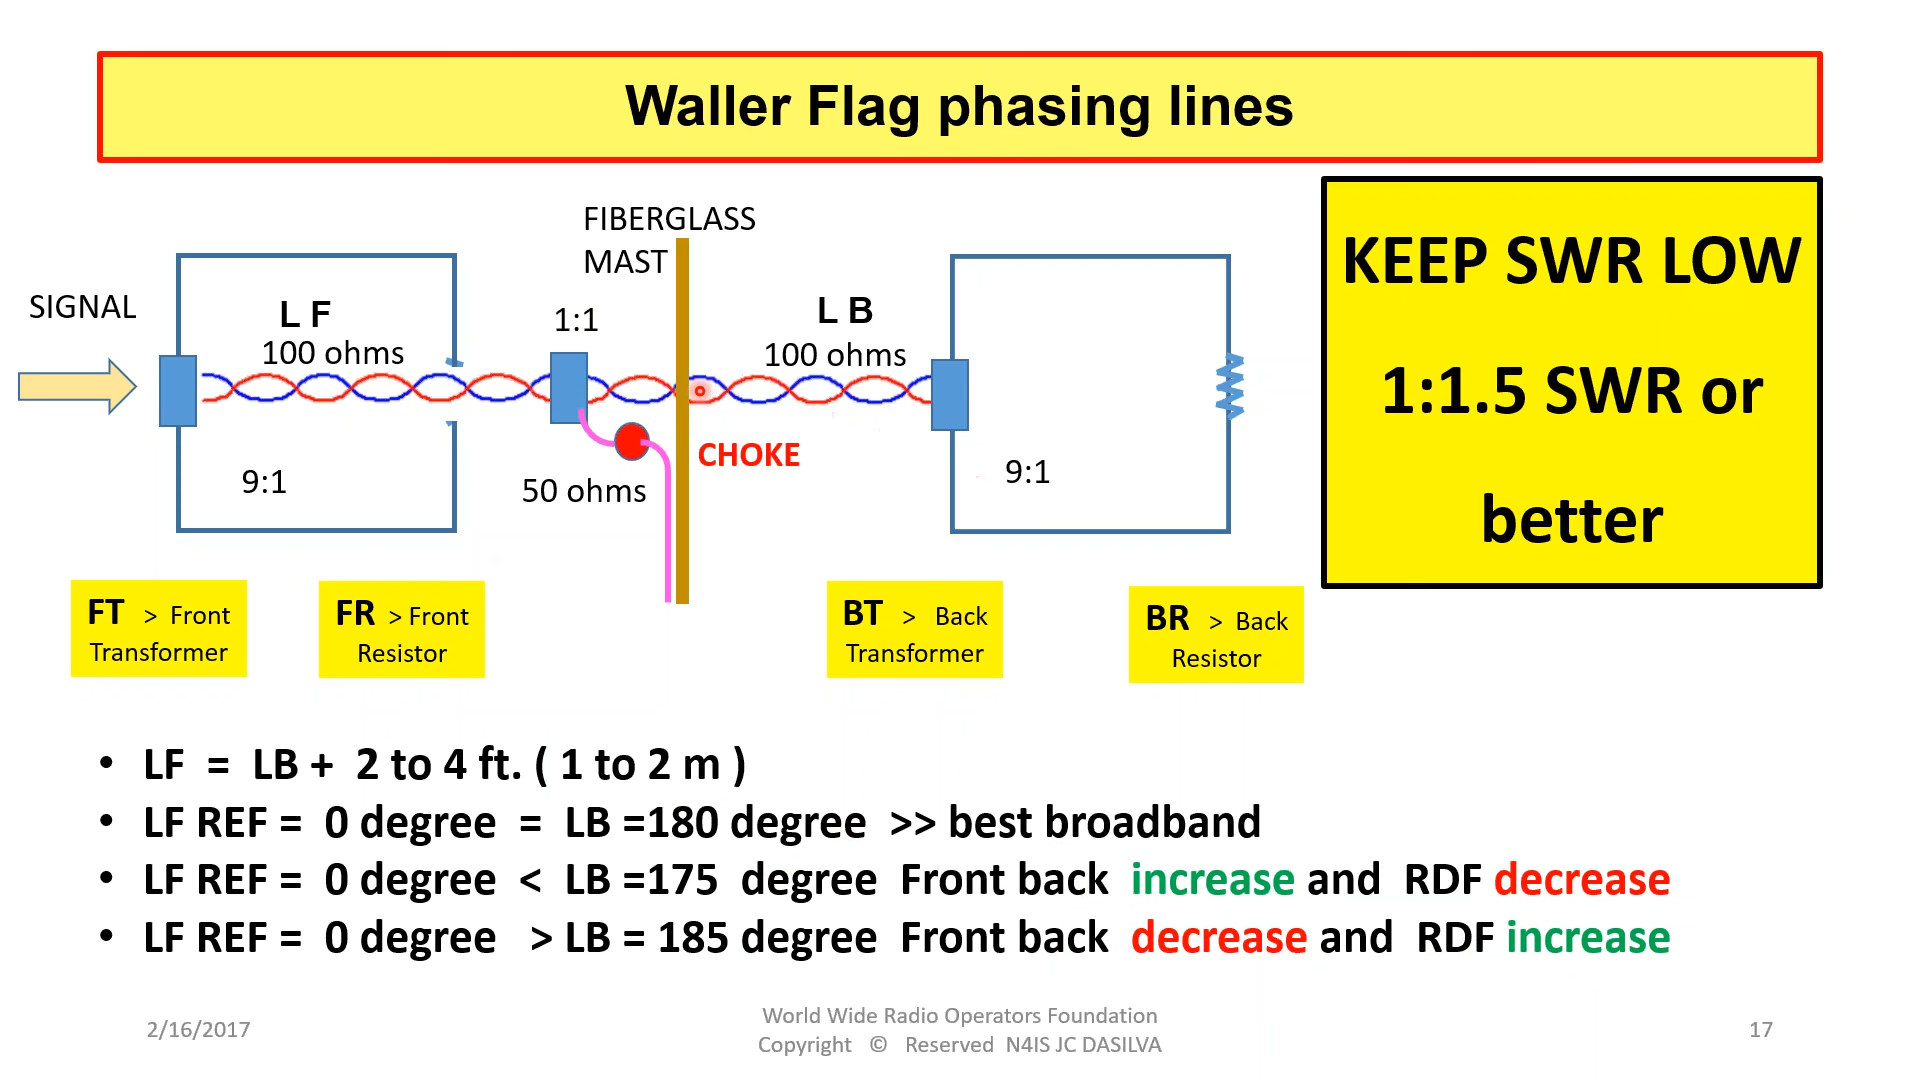 Waller Flag phasing lines
FIBERGLASS
MAST
SIGNAL
L F
100 ohms
1:1
L B
100 ohms
CHOKE
9:1
50 ohms
9:1
KEEP SWR LOW
1:1.5 SWR or
better
FT > Front
Transformer
FR > Front
Resistor
BT > Back
Transformer
BR > Back
Resistor
• LF = LB + 2 to 4 ft. ( 1 to 2 m )
• LF REF = 0 degree = LB =180 degree >> best broadband
• LF REF = 0 degree < LB =175 degree Front back increase and RDF decrease
• LF REF = 0 degree > LB = 185 degree Front back decrease and RDF increase
2/16/2017
World Wide Radio Operators Foundation
Copyright © Reserved N4IS JC DASILVA
17